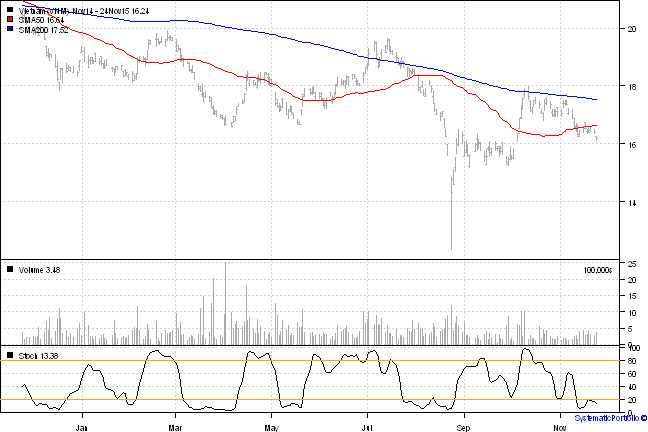 Vietnam (VNM) Nov14 - 24Nov15 16.24
SMA50 16.64
SMA200 17.52
20
18
16
14
Volume 3.48
100,000s
25
20
15
10
5
0
Stoch 13.38
100
80
60
40
20
0
Jan Mar May Jul Sep Nov
SystematicPortfolio ©